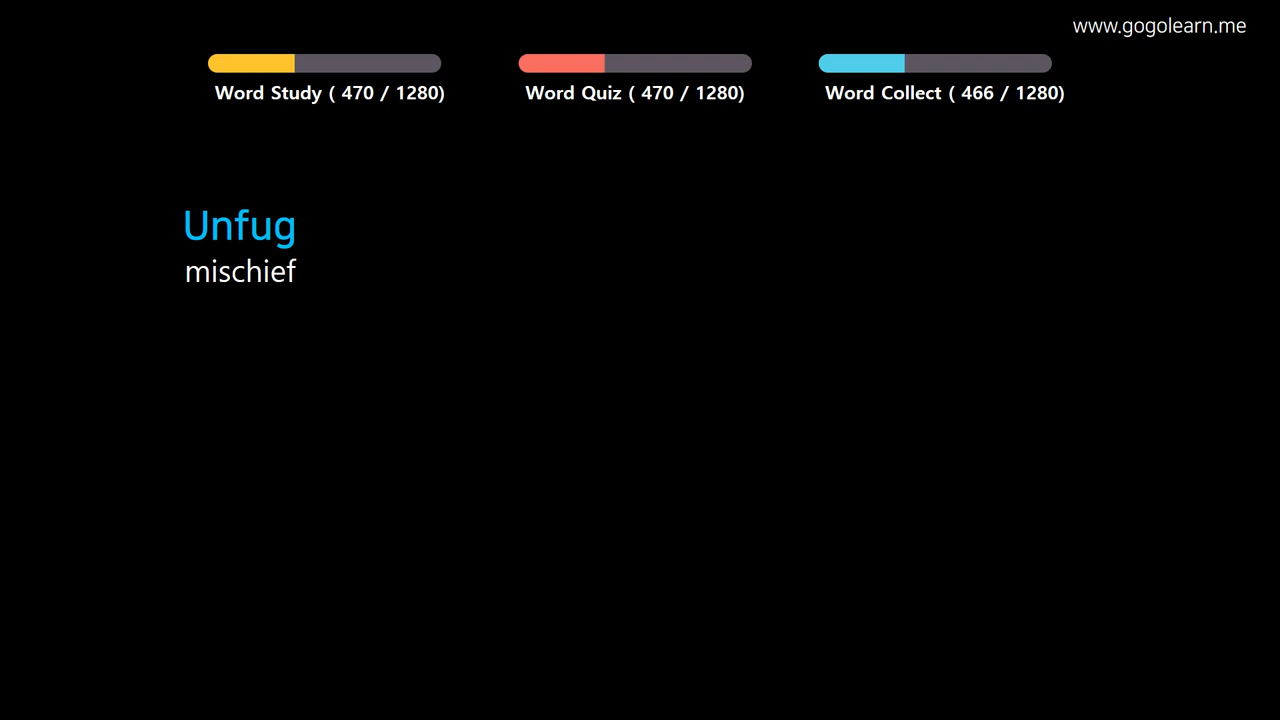 www.gogolearn.me
Word Study ( 470 / 1280)
Word Quiz ( 470 / 1280)
Word Collect ( 466 / 1280)
Unfug
mischief